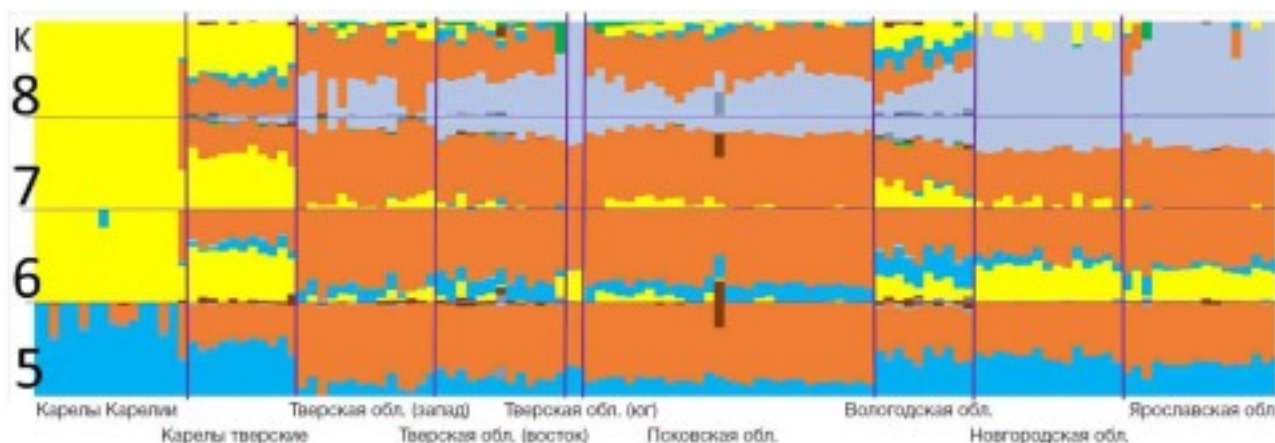 К
8
7
6
5
Карелы Карелии
Тверская обл. (запад)
Тверская обл. (юг)
Вологодская обл.
Ярославская обл.
Карелы тверские
Тверская обл. (восток)
Псковская обл.
Новгородская обл.